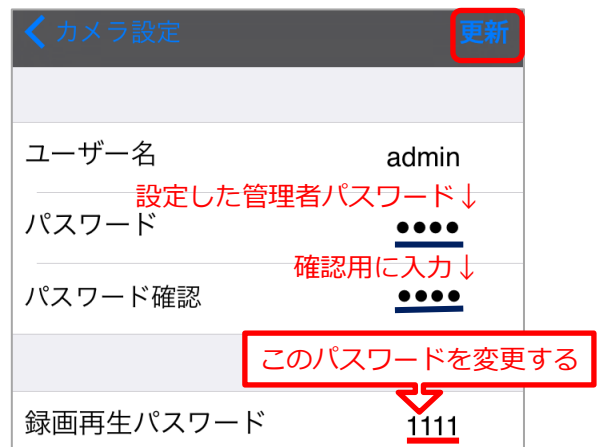 カメラ設定 更新
ユーザー名 admin
設定した管理者パスワード↓
パスワード ●●●●
確認用に入力↓
パスワード確認 ●●●●
このパスワードを変更する
録画再生パスワード 1111